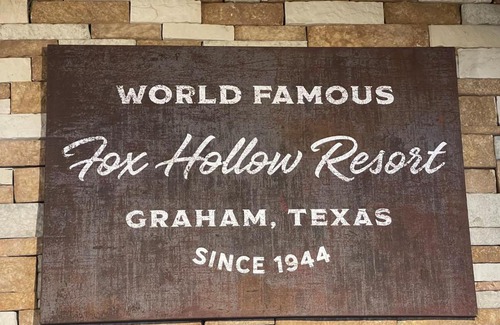 WORLD FAMOUS
Fox Hollow Resort
GRAHAM, TEXAS
SINCE 1944